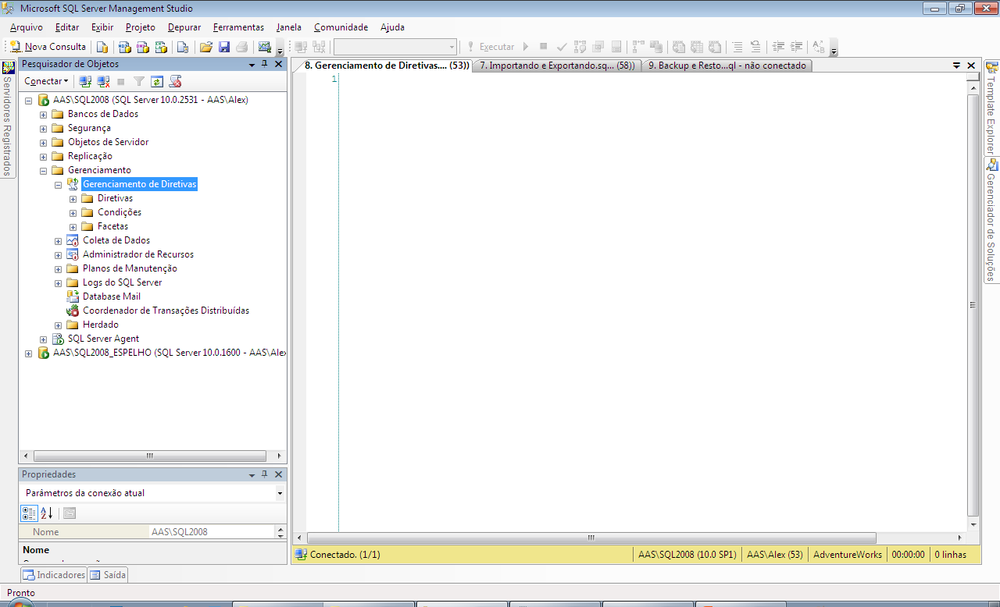 Microsoft SQL Server Management Studio
Arquivo Editar Exibir Projeto Depurar Ferramentas Janela Comunidade Ajuda
Nova Consulta
Executar
Servidores Registrados
Pesquisador de Objetos
Conectar
AAS\SQL2008 (SQL Server 10.0.2531 - AAS\Alex)
Bancos de Dados
Segurança
Objetos de Servidor
Replicação
Gerenciamento
Gerenciamento de Diretivas
Diretivas
Condições
Facetas
Coleta de Dados
Administrador de Recursos
Planos de Manutenção
Logs do SQL Server
Database Mail
Coordenador de Transações Distribuídas
Herdado
SQL Server Agent
AAS\SQL2008_ESPELHO (SQL Server 10.0.1600 - AAS\Alex
Propriedades
Parâmetros da conexão atual
Nome AAS\SQL2008
Nome
8. Gerenciamento de Diretivas.... (53)) 7. Importando e Exportando.sq... (58)) 9. Backup e Resto...ql - não conectado
1
Conectado. (1/1) AAS\SQL2008 (10.0 SP1) AAS\Alex (53) AdventureWorks 00:00:00 0 linhas
Template Explorer
Gerenciador de Soluções
Indicadores Saída
Pronto